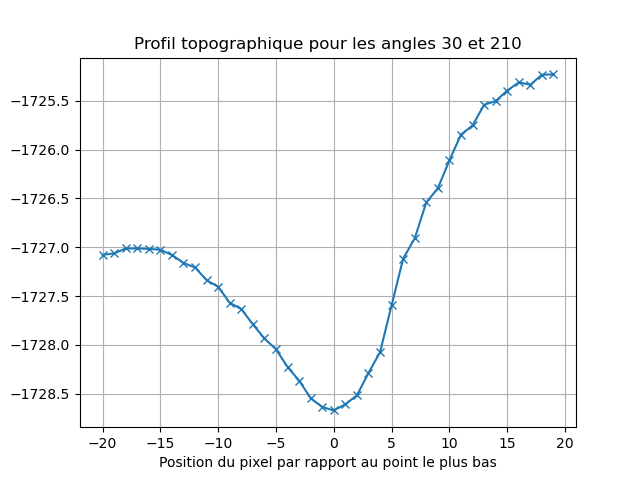 Profil topographique pour les angles 30 et 210
−1725.5
−1726.0
−1726.5
−1727.0
−1727.5
−1728.0
−1728.5
−20 −15 −10 −5 0 5 10 15 20
Position du pixel par rapport au point le plus bas